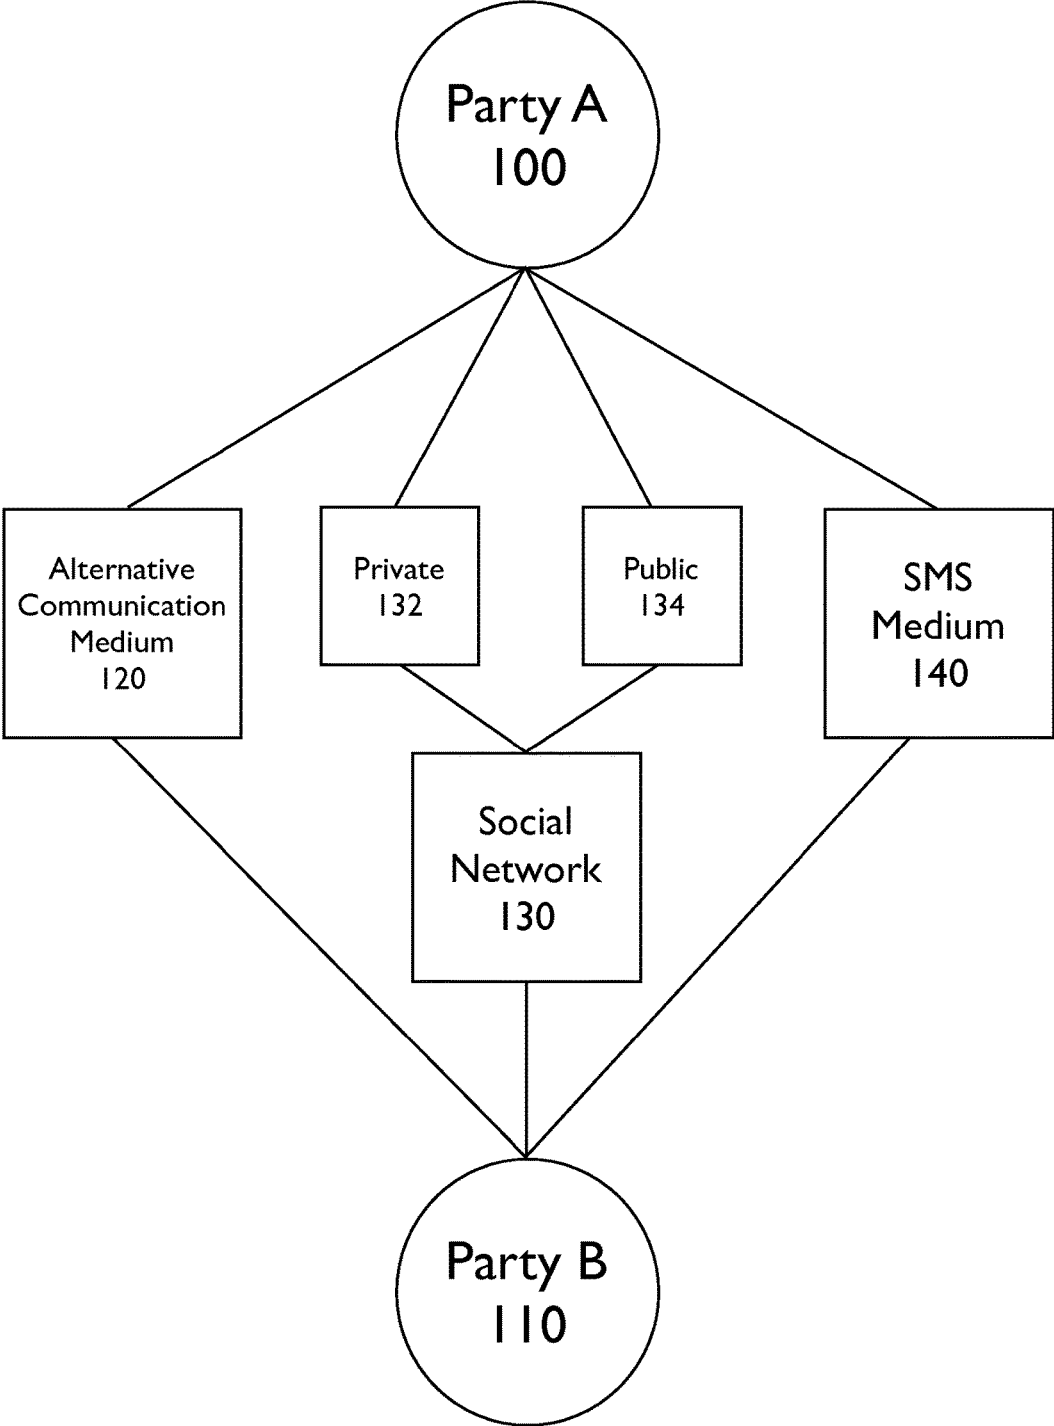 Party A
100
Alternative
Communication
Medium
120
Private
132
Public
134
SMS
Medium
140
Social
Network
130
Party B
110